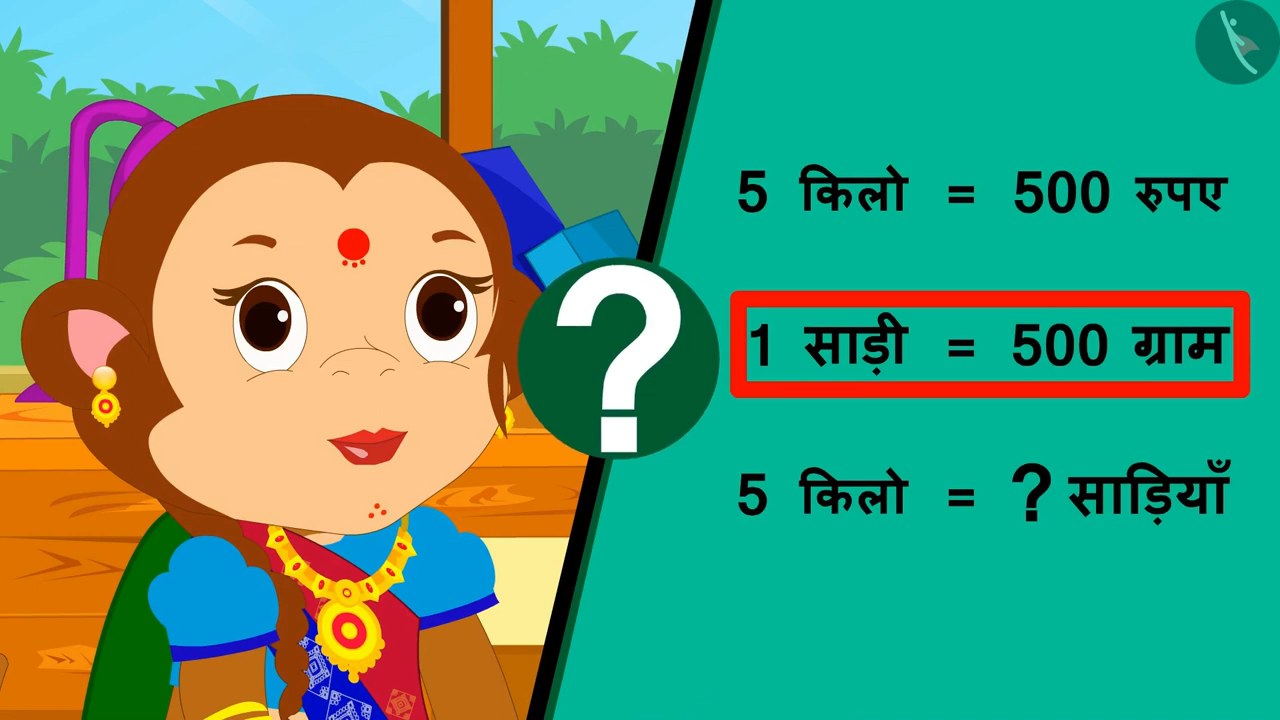 5 किलो = 500 रुपए
1 साड़ी = 500 ग्राम
5 किलो = ? साड़ियाँ
?